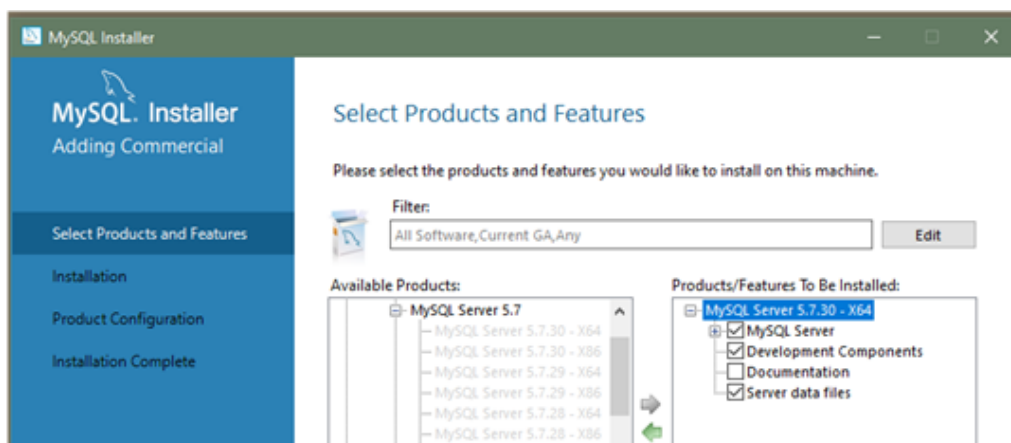 MySQL Installer
MySQL. Installer
Adding Commercial
Select Products and Features
Installation
Product Configuration
Installation Complete
Select Products and Features
Please select the products and features you would like to install on this machine.
Filter:
All Software,Current GA,Any
Edit
Available Products:
MySQL Server 5.7
MySQL Server 5.7.30 - X64
MySQL Server 5.7.30 - X86
MySQL Server 5.7.29 - X64
MySQL Server 5.7.29 - X86
MySQL Server 5.7.28 - X64
MySQL Server 5.7.28 - X86
Products/Features To Be Installed:
MySQL Server 5.7.30 - X64
MySQL Server
Development Components
Documentation
Server data files